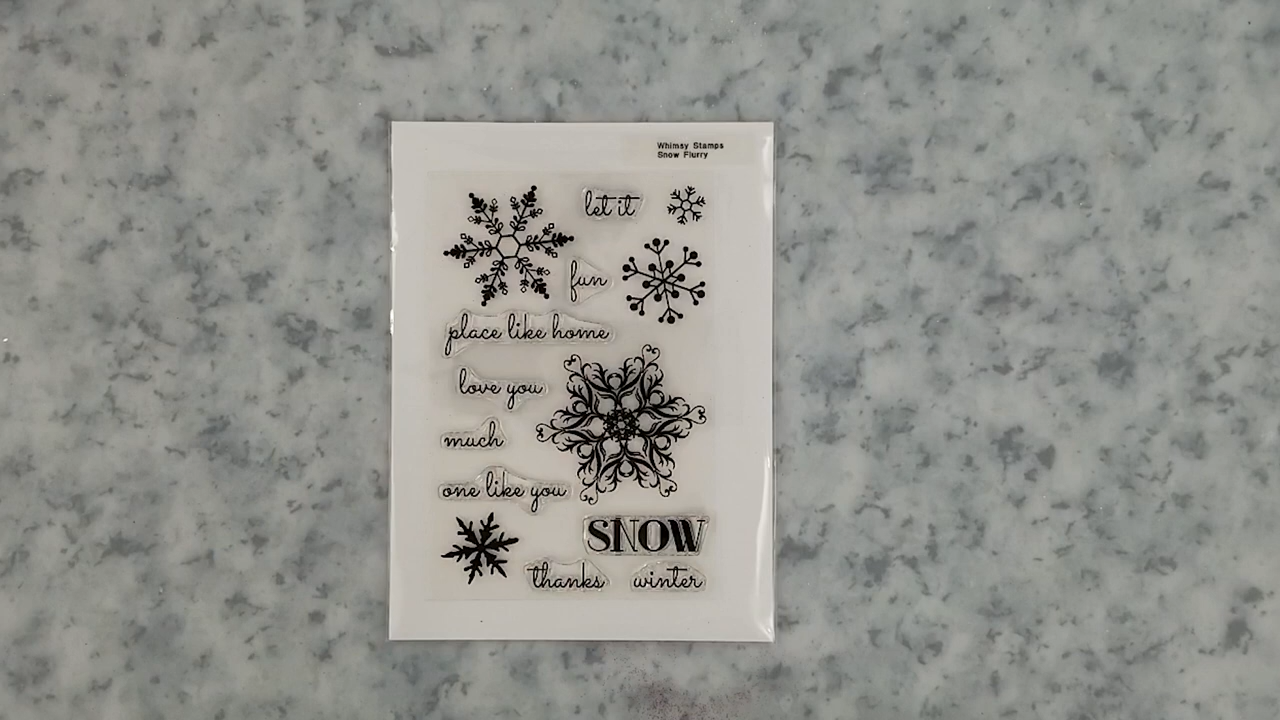 Whimsy Stamps
Snow Flurry
let it
fun
place like home
love you
much
one like you
SNOW
thanks
winter